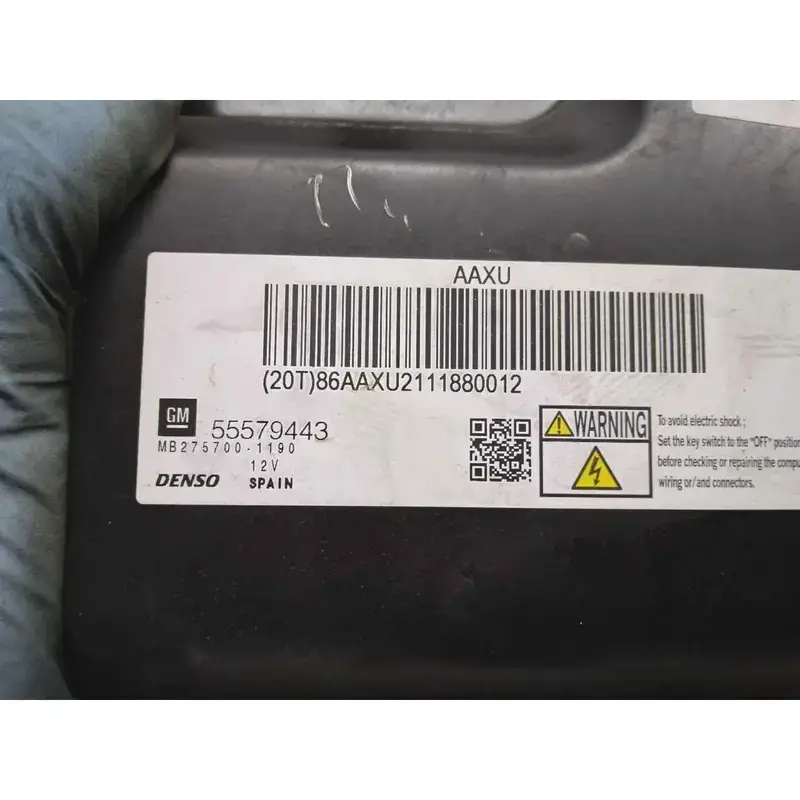 AAXU
(20T)86AAXU2111880012
GM 55579443
MB275700-1190
12V
DENSO SPAIN
WARNING
To avoid electric shock ;
Set the key switch to the "OFF" position
before checking or repairing the compu
wiring or/and connectors.